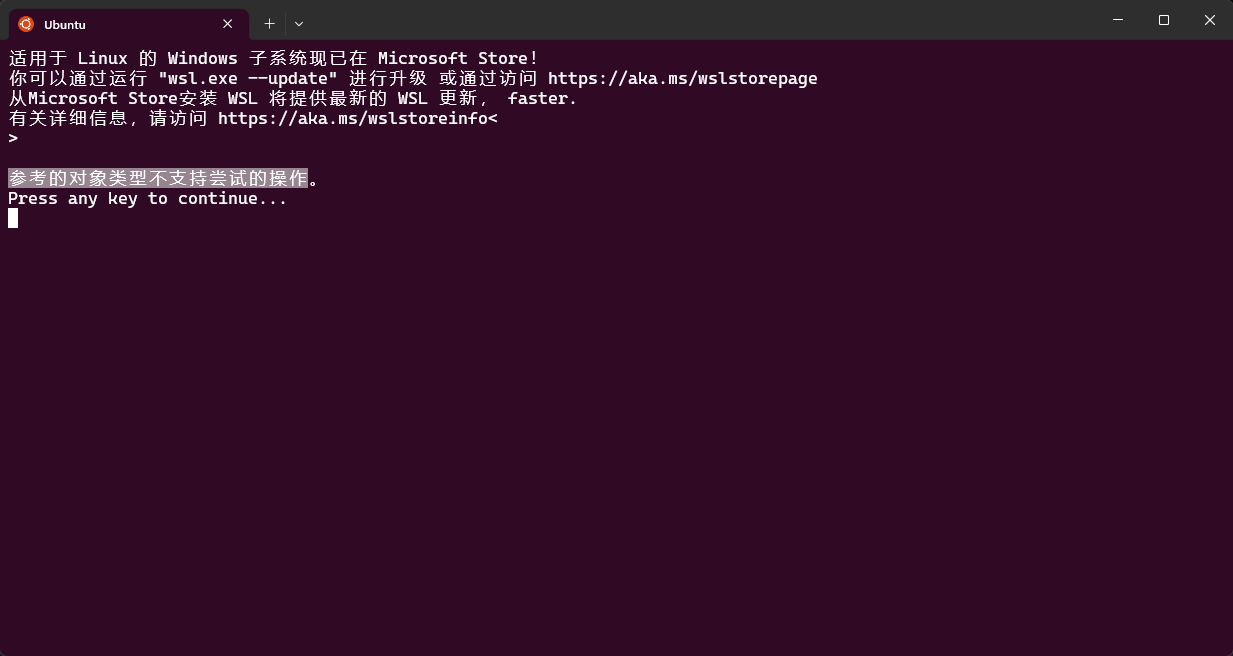 Ubuntu
适用于 Linux 的 Windows 子系统现已在 Microsoft Store!
你可以通过运行 "wsl.exe --update" 进行升级 或通过访问 https://aka.ms/wslstorepage
从Microsoft Store安装 WSL 将提供最新的 WSL 更新， faster.
有关详细信息，请访问 https://aka.ms/wslstoreinfo<
>
参考的对象类型不支持尝试的操作。
Press any key to continue...